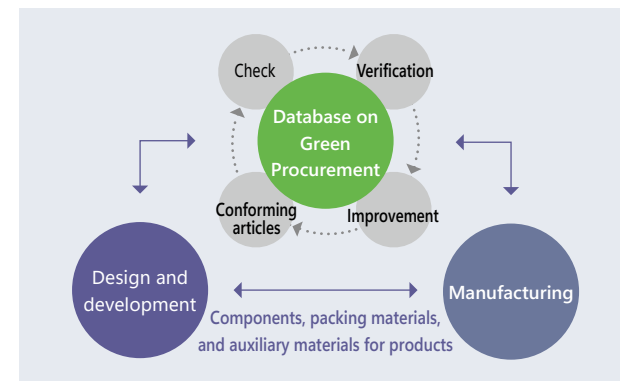 Check
Verification
Database on
Green
Procurement
Conforming
articles
Improvement
Design and
development
Manufacturing
Components, packing materials,
and auxiliary materials for products